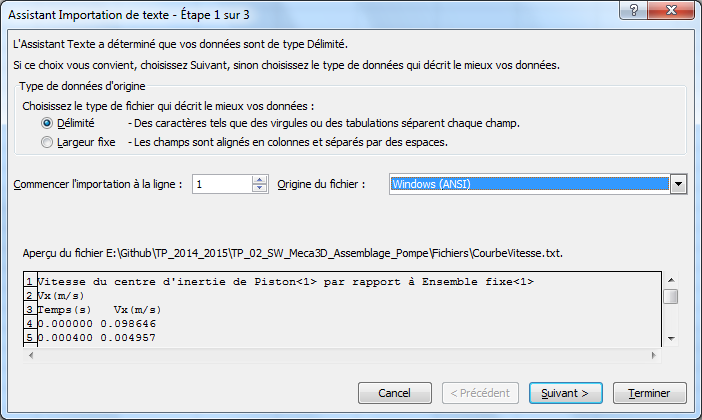 Assistant Importation de texte - Étape 1 sur 3
L'Assistant Texte a déterminé que vos données sont de type Délimité.
Si ce choix vous convient, choisissez Suivant, sinon choisissez le type de données qui décrit le mieux vos données.
Type de données d'origine
Choisissez le type de fichier qui décrit le mieux vos données :
Délimité - Des caractères tels que des virgules ou des tabulations séparent chaque champ.
Largeur fixe - Les champs sont alignés en colonnes et séparés par des espaces.
Commencer l'importation à la ligne : 1 Origine du fichier : Windows (ANSI)
Aperçu du fichier E:\Github\TP_2014_2015\TP_02_SW_Meca3D_Assemblage_Pompe\Fichiers\CourbeVitesse.txt.
1 Vitesse du centre d'inertie de Piston<1> par rapport à Ensemble fixe<1>
2 Vx(m/s)
3 Temps(s) Vx(m/s)
4 0.000000 0.098646
5 0.000400 0.004957
Cancel < Précédent Suivant > Terminer